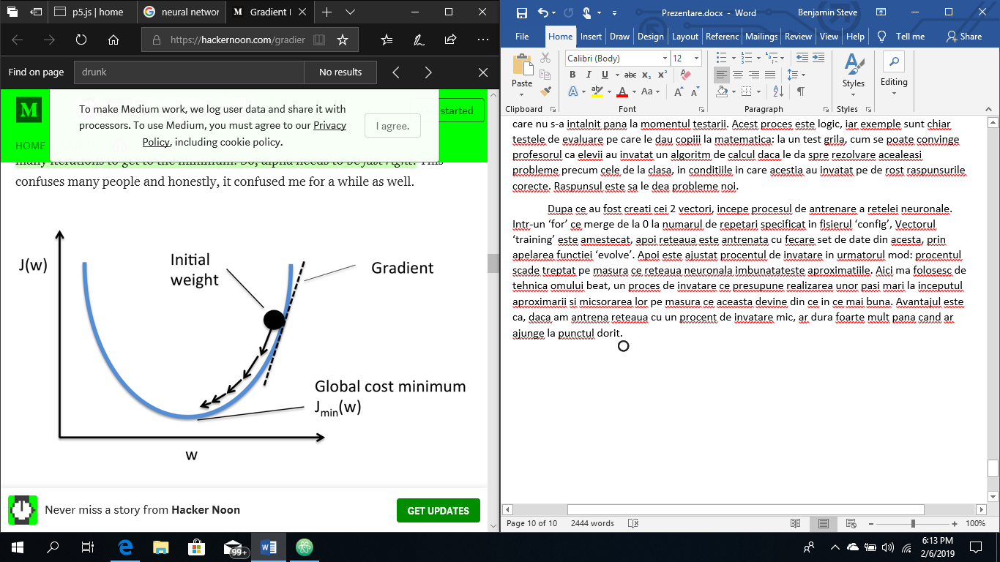 p5.js | home
neural networ
Gradient I
https://hackernoon.com/gradier
Find on page
drunk
No results
To make Medium work, we log user data and share it with
processors. To use Medium, you must agree to our Privacy
Policy, including cookie policy.
I agree.
started
HOME
many iterations to get to the minimum. So, alpha needs to be just right. This
confuses many people and honestly, it confused me for a while as well.
J(w)
Initial
weight
Gradient
Global cost minimum
Jmin(w)
w
Never miss a story from Hacker Noon
GET UPDATES
Prezentare.docx - Word
Benjamin Steve
File Home Insert Draw Design Layout Referenc Mailings Review View Help Tell me Share
Calibri (Body) 12
Paste
B I U abc x2 x2
A aby A Aa A A
Styles
Editing
Clipboard Font Paragraph Styles
care nu s-a intalnit pana la momentul testarii. Acest proces este logic, iar exemple sunt chiar
testele de evaluare pe care le dau copiii la matematica: la un test grila, cum se poate convinge
profesorul ca elevii au invatat un algoritm de calcul daca le da spre rezolvare acealeasi
probleme precum cele de la clasa, in conditiile in care acestia au invatat pe de rost raspunsurile
corecte. Raspunsul este sa le dea probleme noi.
Dupa ce au fost creati cei 2 vectori, incepe procesul de antrenare a retelei neuronale.
Intr-un ‘for’ ce merge de la 0 la numarul de repetari specificat in fisierul ‘config’, Vectorul
‘training’ este amestecat, apoi reteaua este antrenata cu fecare set de date din acesta, prin
apelarea functiei ‘evolve’. Apoi este ajustat procentul de invatare in urmatorul mod: procentul
scade treptat pe masura ce reteaua neuronala imbunatateste aproximatiile. Aici ma folosesc de
tehnica omului beat, un proces de invatare ce presupune realizarea unor pasi mari la inceputul
aproximarii si micsorarea lor pe masura ce aceasta devine din ce in ce mai buna. Avantajul este
ca, daca am antrena reteaua cu un procent de invatare mic, ar dura foarte mult pana cand ar
ajunge la punctul dorit.
Page 10 of 10 2444 words
100%
99+
6:13 PM
2/6/2019